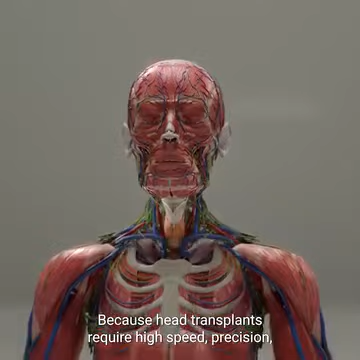 Because head transplants
require high speed, precision,